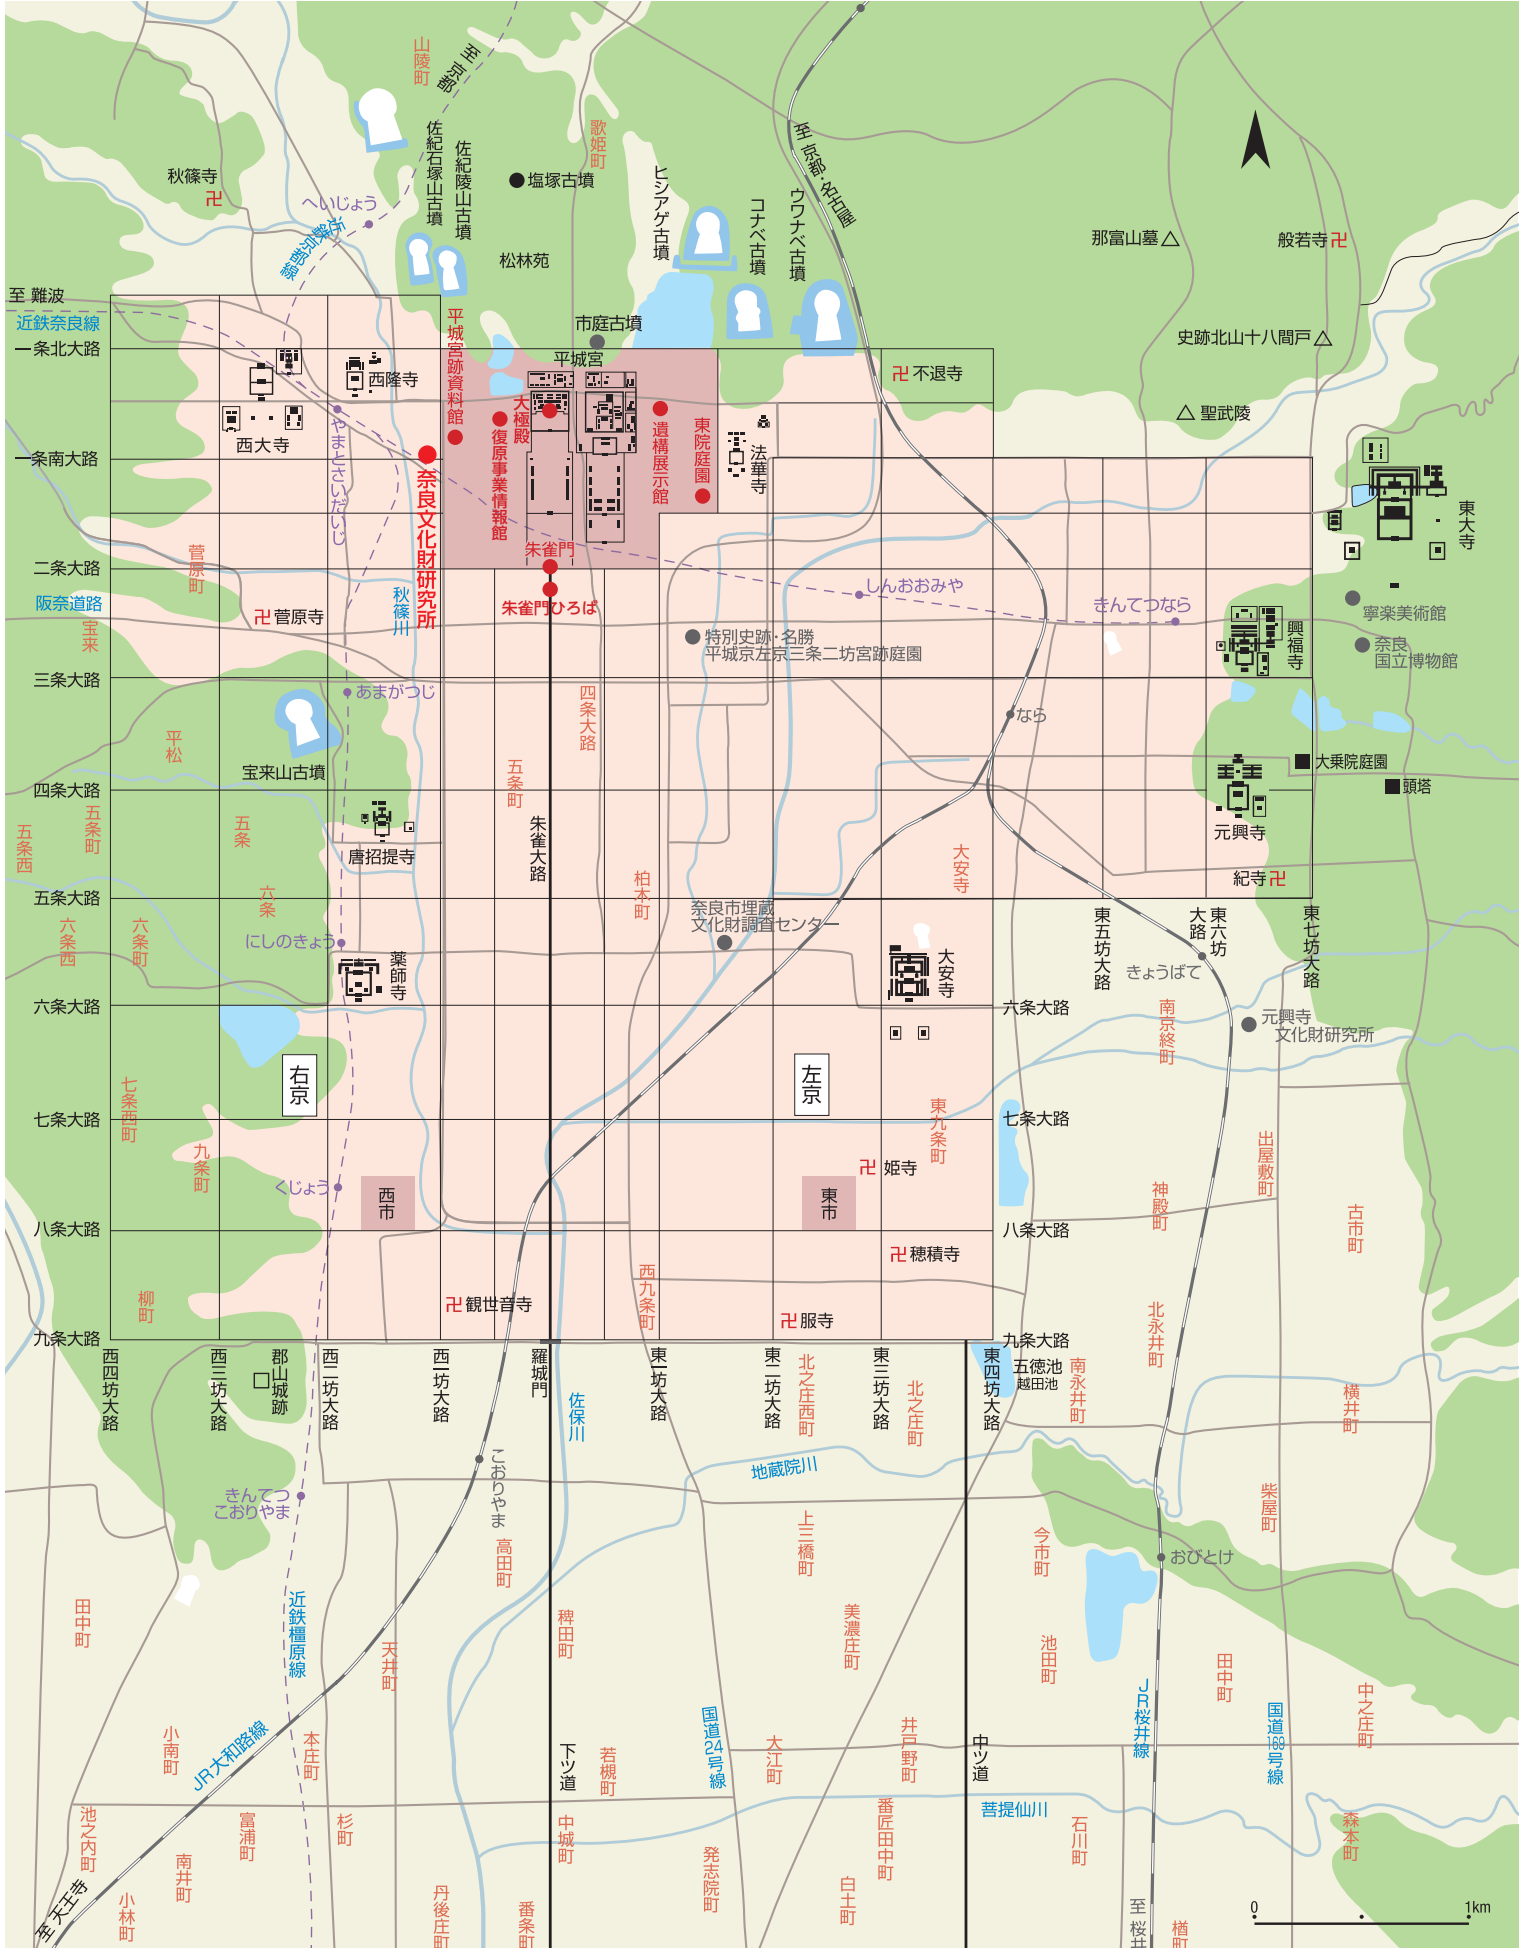 山陵町
至 京都
佐紀石塚山古墳
佐紀陵山古墳
歌姫町
塩塚古墳
松林苑
ヒシアゲ古墳
コナベ古墳
ウワナベ古墳
至 京都・名古屋
那富山墓
般若寺
史跡北山十八間戸
聖武陵
秋篠寺
へいじょう
近鉄京都線
至 難波
近鉄奈良線
一条北大路
一条南大路
二条大路
阪奈道路
三条大路
四条大路
五条大路
六条大路
七条大路
八条大路
九条大路
市庭古墳
平城宮
平城宮跡資料館
大極殿
復原事業情報館
遺構展示館
東院庭園
法華寺
不退寺
西隆寺
西大寺
やまとさいだいじ
奈良文化財研究所
朱雀門
朱雀門ひろば
東大寺
菅原町
宝来
菅原寺
秋篠川
しんおおみや
きんてつなら
寧楽美術館
興福寺
奈良
国立博物館
特別史跡・名勝
平城京左京三条二坊宮跡庭園
あまがつじ
四条大路
なら
平松
宝来山古墳
五条町
大乗院庭園
頭塔
五条西
五条町
五条
唐招提寺
朱雀大路
元興寺
大安寺
紀寺
六条
柏本町
六条西
六条町
にしのきょう
薬師寺
奈良市埋蔵
文化財調査センター
大安寺
東五坊大路
東六坊
大路
東七坊大路
きょうばて
六条大路
南京終町
元興寺
文化財研究所
右京
左京
七条西町
九条町
東九条町
七条大路
出屋敷町
くじょう
西市
東市
姫寺
神殿町
古市町
八条大路
穂積寺
柳町
西九条町
観世音寺
服寺
北永井町
九条大路
西四坊大路
西三坊大路
郡山城跡
西二坊大路
西一坊大路
羅城門
東一坊大路
東二坊大路
東三坊大路
東四坊大路
五徳池
越田池
南永井町
北之庄西町
北之庄町
横井町
佐保川
地蔵院川
こおりやま
きんてつ
こおりやま
高田町
上三橋町
今市町
柴屋町
おびとけ
田中町
近鉄橿原線
天井町
稗田町
美濃庄町
池田町
田中町
中之庄町
JR桜井線
国道169号線
国道24号線
小南町
JR大和路線
本庄町
下ツ道
若槻町
大江町
井戸野町
中ツ道
菩提仙川
池之内町
富浦町
杉町
中城町
番匠田中町
石川町
森本町
南井町
発志院町
白土町
至 天王寺
小林町
丹後庄町
番条町
至 桜井
楢町
0
1km